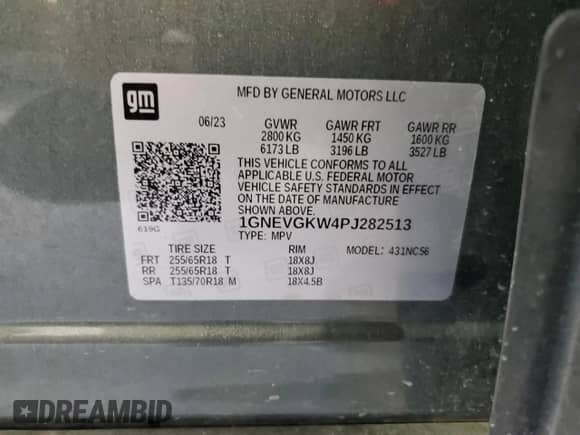 gm
MFD BY GENERAL MOTORS LLC
06/23 GVWR GAWR FRT GAWR RR
2800 KG 1450 KG 1600 KG
6173 LB 3196 LB 3527 LB
THIS VEHICLE CONFORMS TO ALL
APPLICABLE U.S. FEDERAL MOTOR
VEHICLE SAFETY STANDARDS IN EFFECT
ON THE DATE OF MANUFACTURE
SHOWN ABOVE.
619G
1GNEVGKW4PJ282513
TYPE: MPV
TIRE SIZE RIM MODEL: 431NC56
FRT 255/65R18 T 18X8J
RR 255/65R18 T 18X8J
SPA T135/70R18 M 18X4.5B
DREAMBID